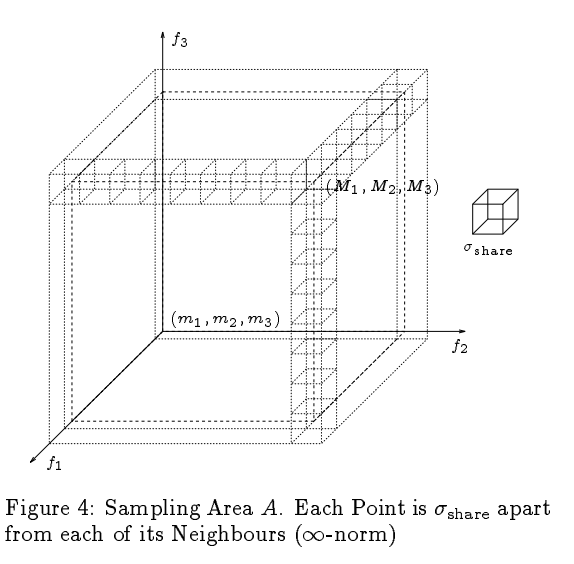 f₃
(M₁, M₂, M₃)
σshare
(m₁, m₂, m₃)
f₂
f₁
Figure 4: Sampling Area A. Each Point is σshare apart
from each of its Neighbours (∞-norm)